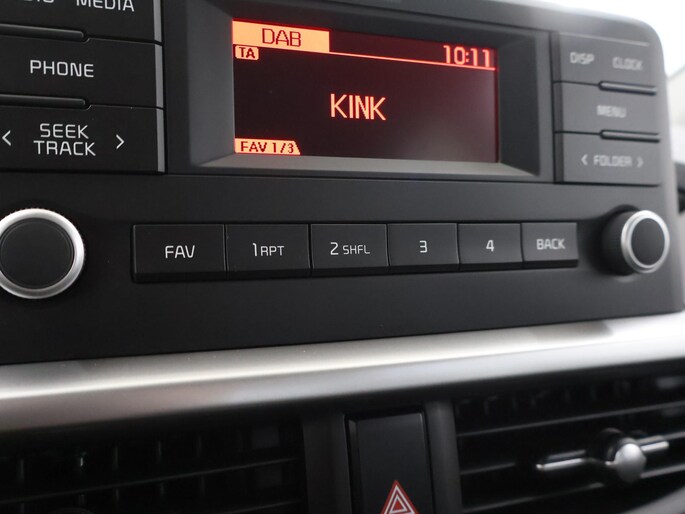 MEDIA
DAB
TA
10:11
DISP
CLOCK
PHONE
KINK
MENU
< SEEK TRACK >
FAV 1/3
< FOLDER >
FAV
1 RPT
2 SHFL
3
4
BACK